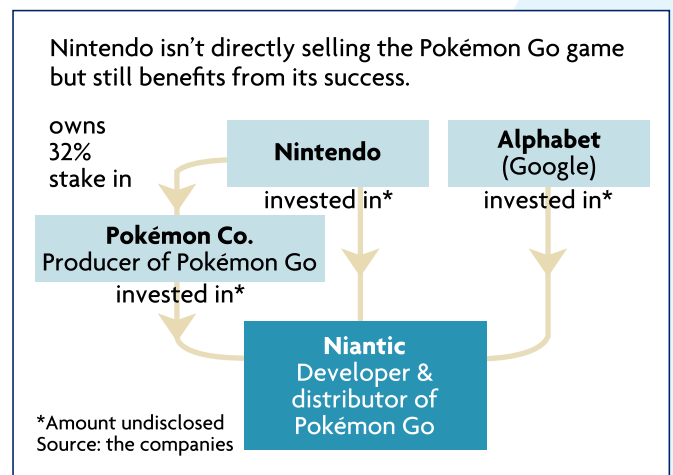 Nintendo isn’t directly selling the Pokémon Go game
but still benefits from its success.
owns
32%
stake in
Nintendo
Alphabet
(Google)
invested in*
invested in*
Pokémon Co.
Producer of Pokémon Go
invested in*
Niantic
Developer &
distributor of
Pokémon Go
*Amount undisclosed
Source: the companies